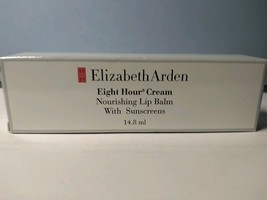 Elizabeth Arden
Eight Hour® Cream
Nourishing Lip Balm
With Sunscreens
14.8 ml